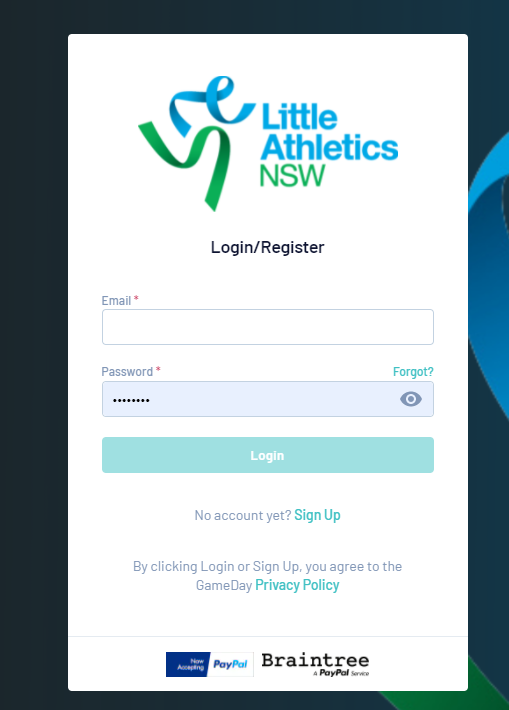 Little
Athletics
NSW
Login/Register
Email *
Password *
Forgot?
••••••••
Login
No account yet? Sign Up
By clicking Login or Sign Up, you agree to the
GameDay Privacy Policy
Now
Accepting
PayPal
Braintree
A PayPal Service